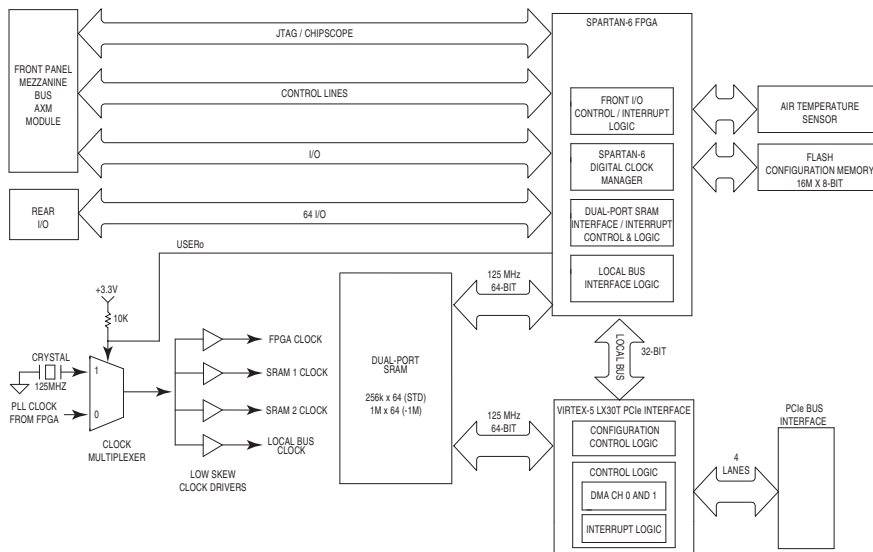 JTAG / CHIPSCOPE
SPARTAN-6 FPGA
FRONT PANEL
MEZZANINE
BUS
AXM
MODULE
CONTROL LINES
FRONT I/O
CONTROL / INTERRUPT
LOGIC
AIR TEMPERATURE
SENSOR
I/O
SPARTAN-6
DIGITAL CLOCK
MANAGER
FLASH
CONFIGURATION MEMORY
16M X 8-BIT
REAR
I/O
64 I/O
DUAL-PORT SRAM
INTERFACE / INTERRUPT
CONTROL & LOGIC
USERo
LOCAL BUS
INTERFACE LOGIC
125 MHz
64-BIT
+3.3V
10K
CRYSTAL
125MHZ
1
0
PLL CLOCK
FROM FPGA
CLOCK
MULTIPLEXER
FPGA CLOCK
SRAM 1 CLOCK
SRAM 2 CLOCK
LOCAL BUS
CLOCK
LOW SKEW
CLOCK DRIVERS
DUAL-PORT
SRAM
256k x 64 (STD)
1M x 64 (-1M)
LOCAL BUS
32-BIT
125 MHz
64-BIT
VIRTEX-5 LX30T PCIe INTERFACE
CONFIGURATION
CONTROL LOGIC
CONTROL LOGIC
DMA CH 0 AND 1
INTERRUPT LOGIC
4
LANES
PCIe BUS
INTERFACE